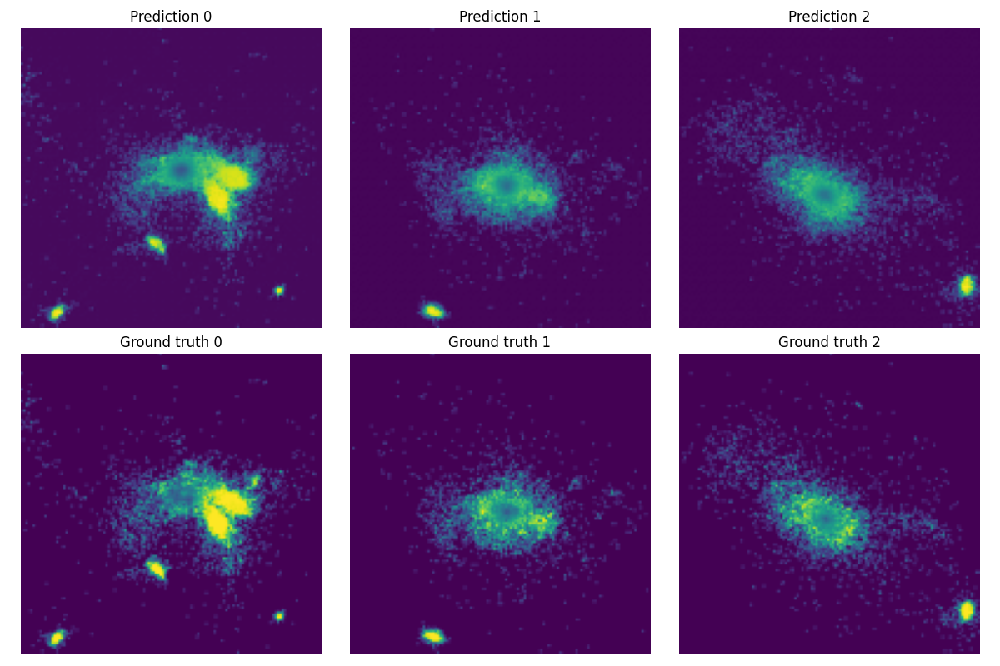 Prediction 0
Prediction 1
Prediction 2
Ground truth 0
Ground truth 1
Ground truth 2